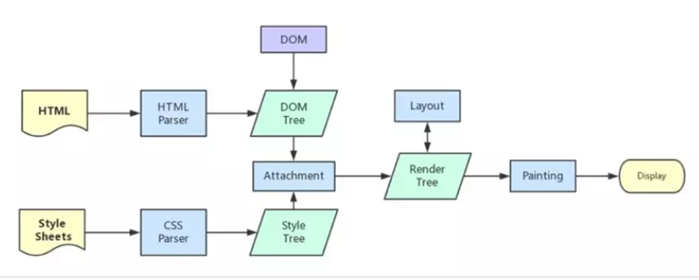 DOM
HTML
HTML
Parser
DOM
Tree
Layout
Attachment
Render
Tree
Painting
Display
Style
Sheets
CSS
Parser
Style
Tree